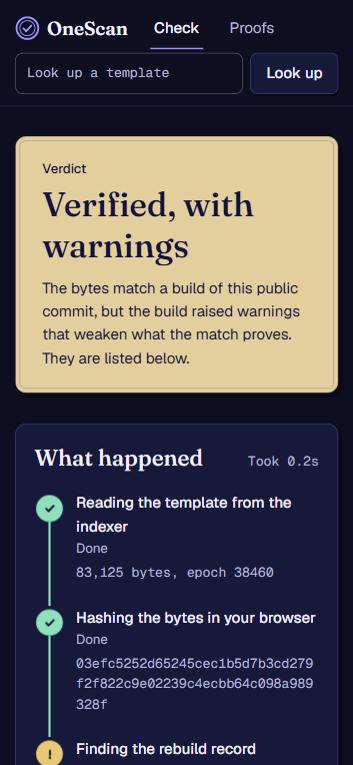 OneScan
Check
Proofs
Look up a template
Look up
Verdict
Verified, with
warnings
The bytes match a build of this public
commit, but the build raised warnings
that weaken what the match proves.
They are listed below.
What happened
Took 0.2s
Reading the template from the
indexer
Done
83,125 bytes, epoch 38460
Hashing the bytes in your browser
Done
03efc5252d65245cec1b5d7b3cd279
f2f822c9e02239c4ecbb64c098a989
328f
Finding the rebuild record